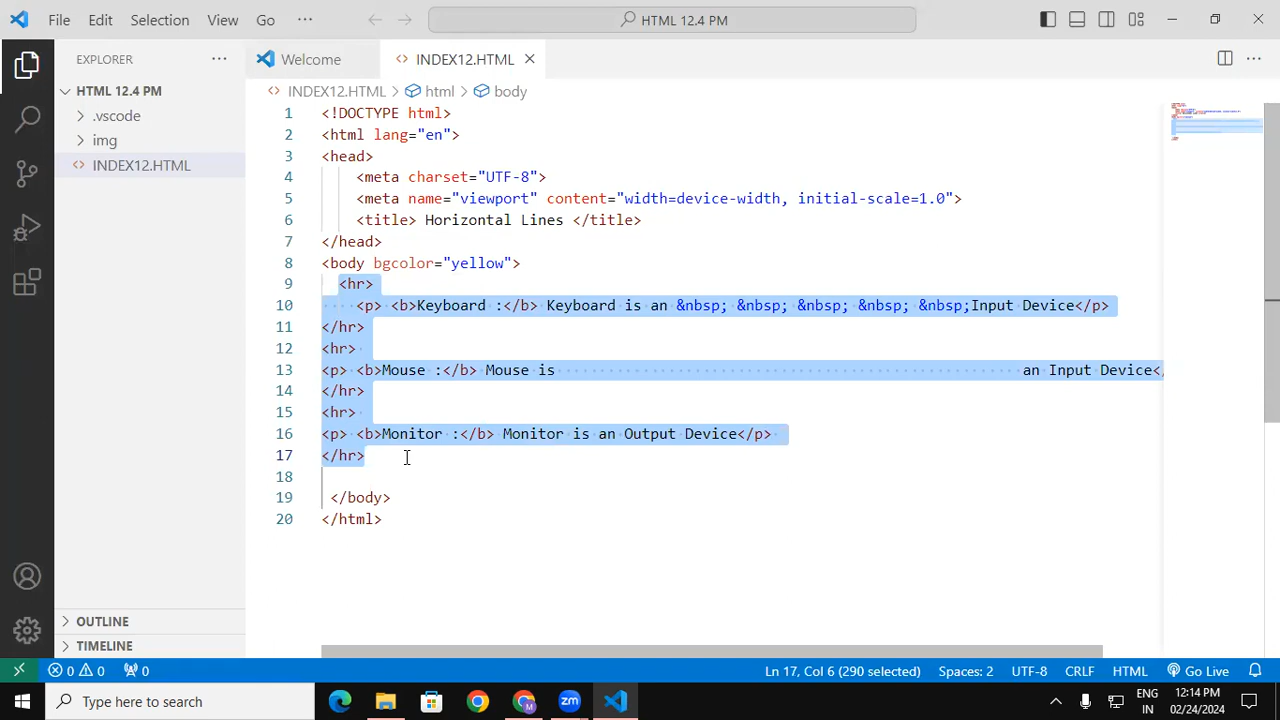 File Edit Selection View Go ··· HTML 12.4 PM
EXPLORER ···
Welcome
INDEX12.HTML
HTML 12.4 PM
.vscode
img
INDEX12.HTML
INDEX12.HTML > html > body
1 <!DOCTYPE html>
2 <html lang="en">
3 <head>
4 <meta charset="UTF-8">
5 <meta name="viewport" content="width=device-width, initial-scale=1.0">
6 <title> Horizontal Lines </title>
7 </head>
8 <body bgcolor="yellow">
9 <hr>
10 <p> <b>Keyboard :</b> Keyboard is an &nbsp; &nbsp; &nbsp; &nbsp; &nbsp;Input Device</p>
11 </hr>
12 <hr>
13 <p> <b>Mouse :</b> Mouse is an Input Device</
14 </hr>
15 <hr>
16 <p> <b>Monitor :</b> Monitor is an Output Device</p>
17 </hr>
18
19 </body>
20 </html>
OUTLINE
TIMELINE
0 0 0 Ln 17, Col 6 (290 selected) Spaces: 2 UTF-8 CRLF HTML Go Live
Type here to search
ENG
IN
12:14 PM
02/24/2024